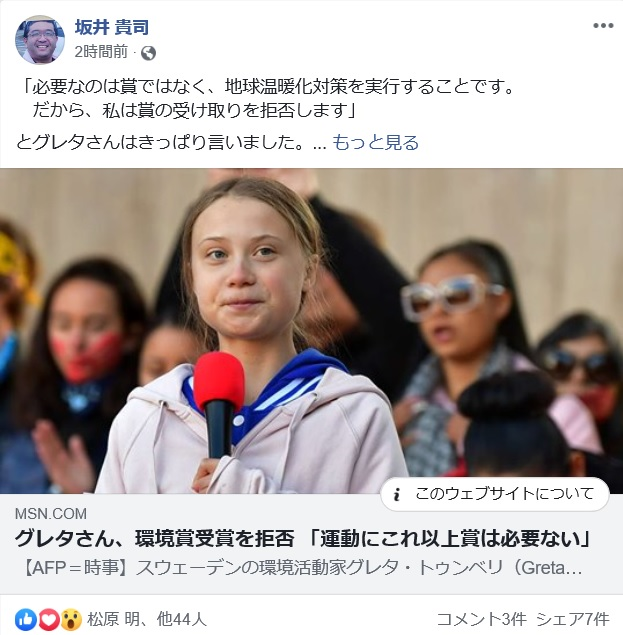 坂井 貴司
2時間前
「必要なのは賞ではなく、地球温暖化対策を実行することです。
だから、私は賞の受け取りを拒否します」
とグレタさんはきっぱり言いました。... もっと見る
i このウェブサイトについて
MSN.COM
グレタさん、環境賞受賞を拒否 「運動にこれ以上賞は必要ない」
【AFP＝時事】スウェーデンの環境活動家グレタ・トゥンベリ（Greta...
松原 明、他44人 コメント3件 シェア7件